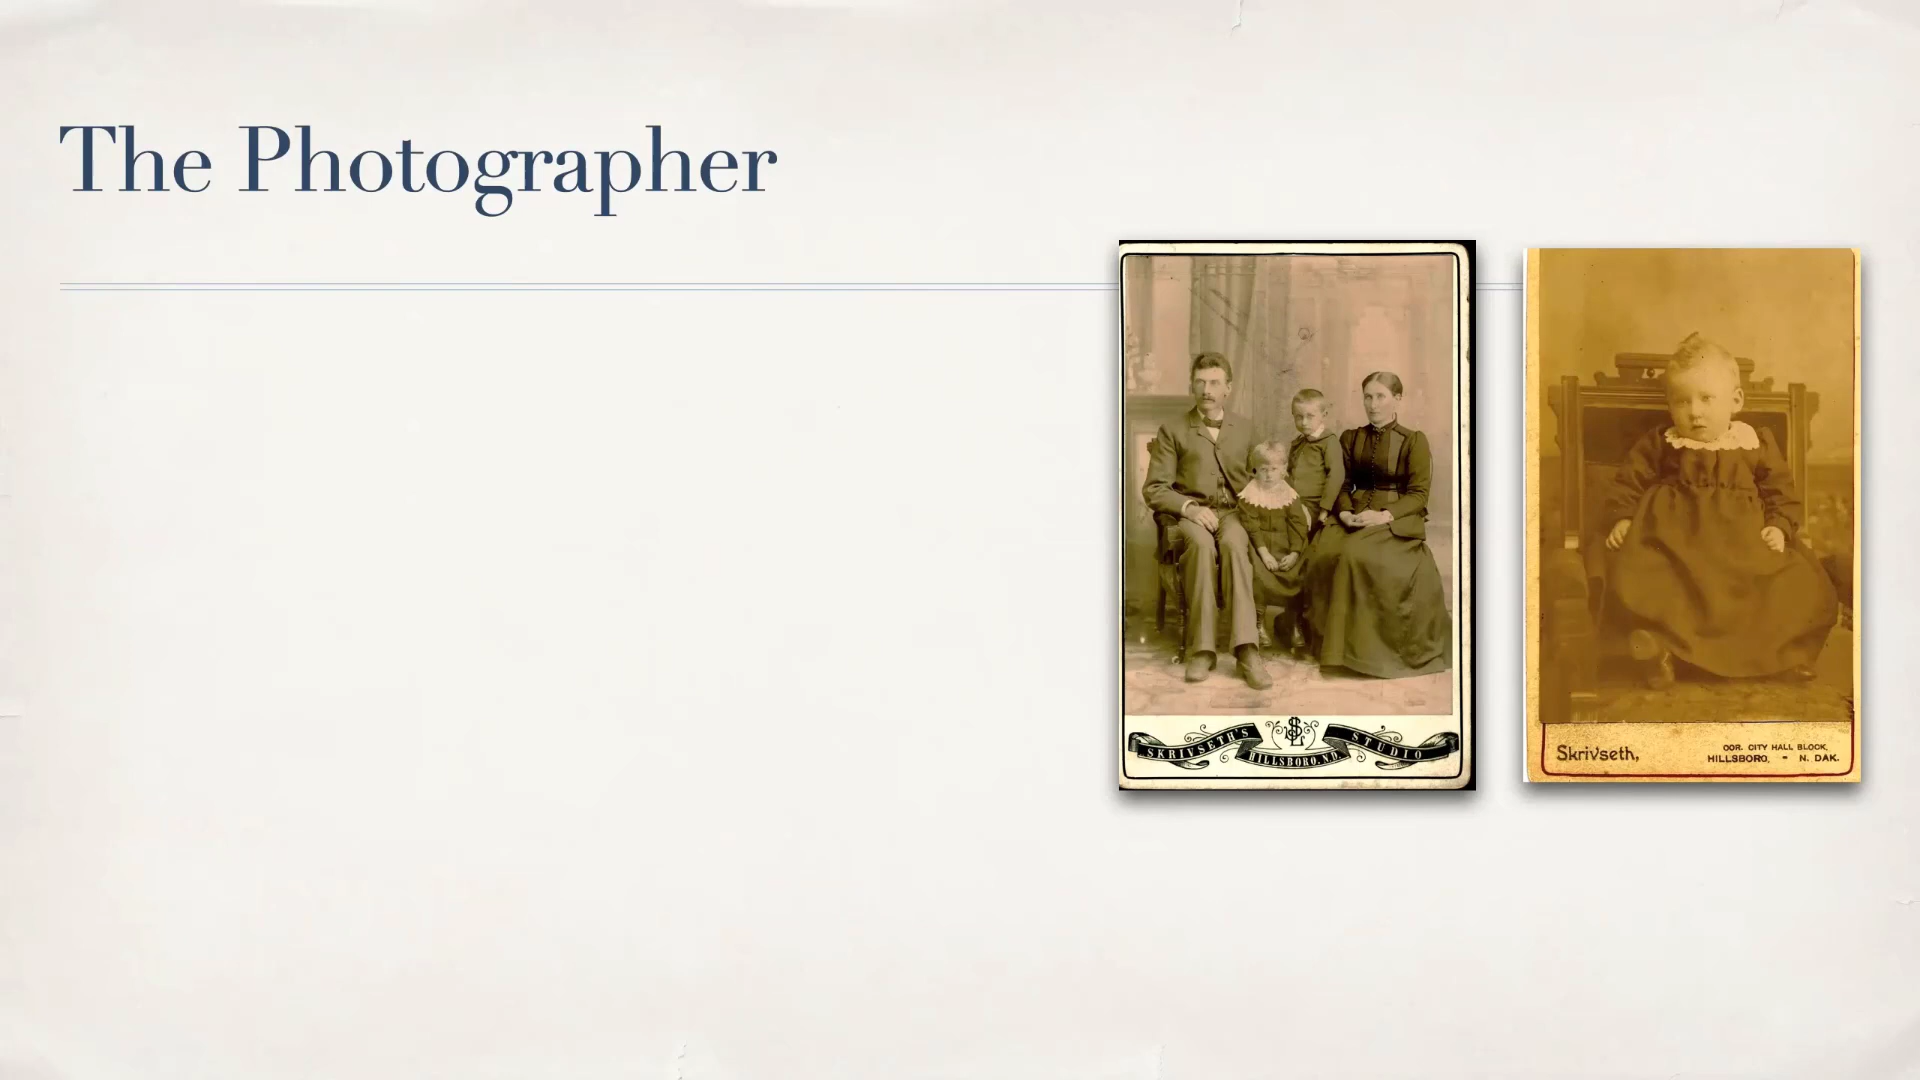 The Photographer
SKRIVSETH'S STUDIO
HILLSBORO, N.D.
Skrivseth,
COR. CITY HALL BLOCK,
HILLSBORO, - N. DAK.